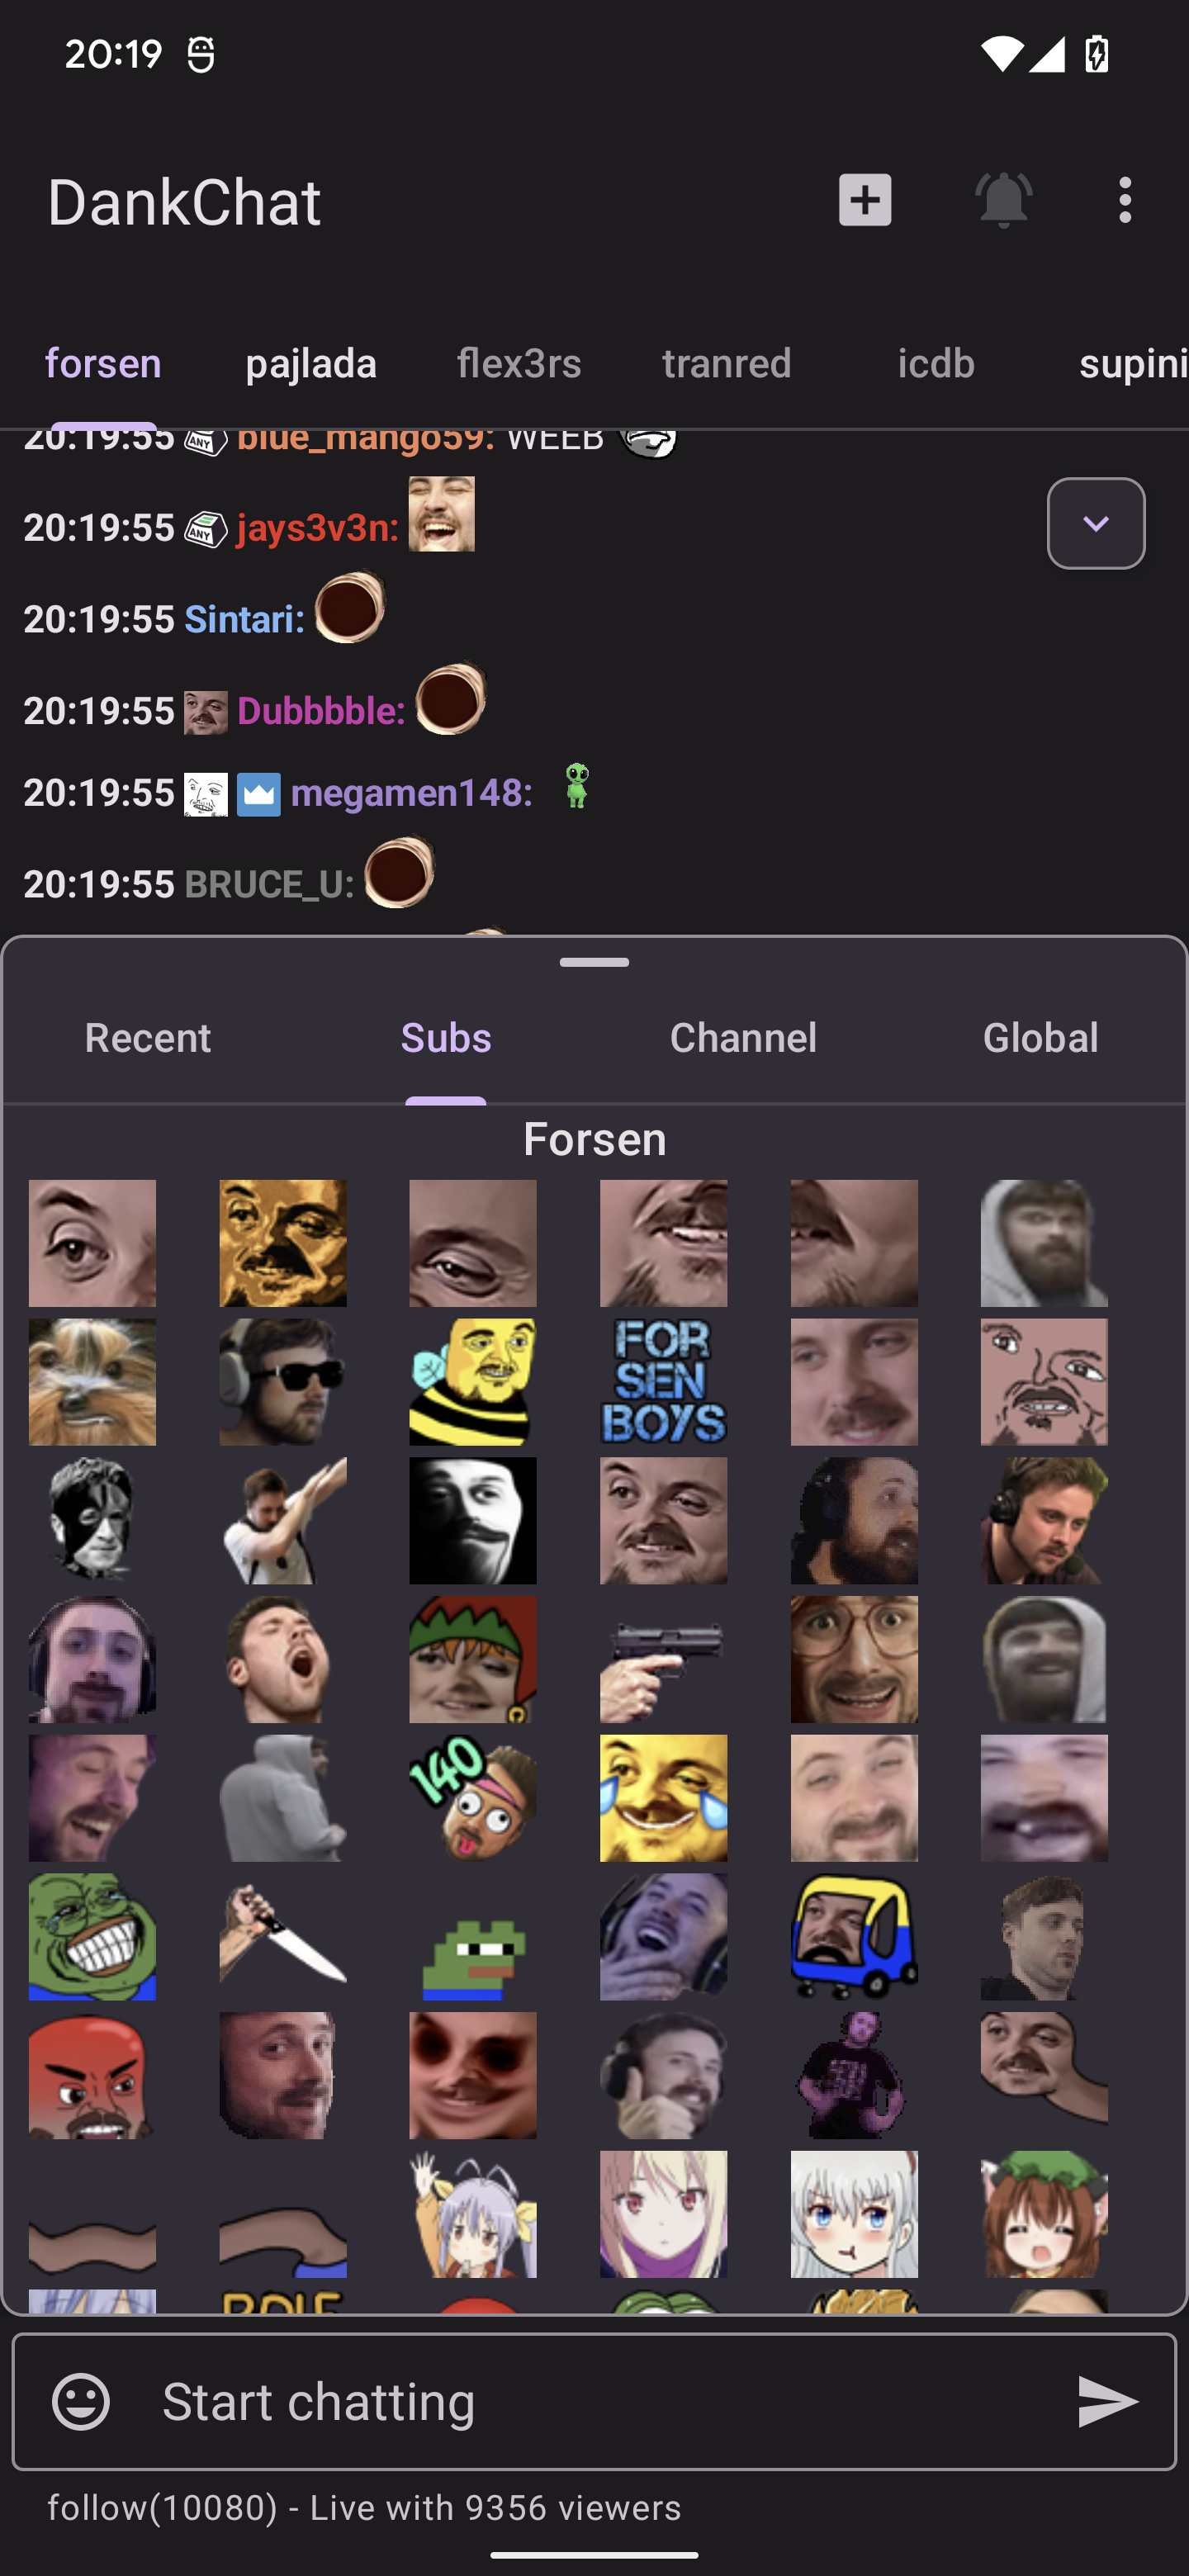 20:19
DankChat
forsen pajlada flex3rs tranred icdb supini
20:19:55 ANY blue_mango59: WEEB
20:19:55 ANY jays3v3n:
20:19:55 Sintari:
20:19:55 Dubbbble:
20:19:55 megamen148:
20:19:55 BRUCE_U:
Recent Subs Channel Global
Forsen
FOR
SEN
BOYS
140
Start chatting
follow(10080) - Live with 9356 viewers